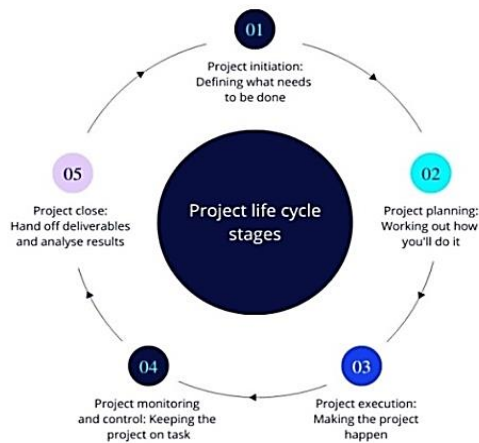 01
Project initiation:
Defining what needs
to be done
02
Project planning:
Working out how
you'll do it
03
Project execution:
Making the project
happen
04
Project monitoring
and control: Keeping the
project on task
05
Project close:
Hand off deliverables
and analyse results
Project life cycle
stages